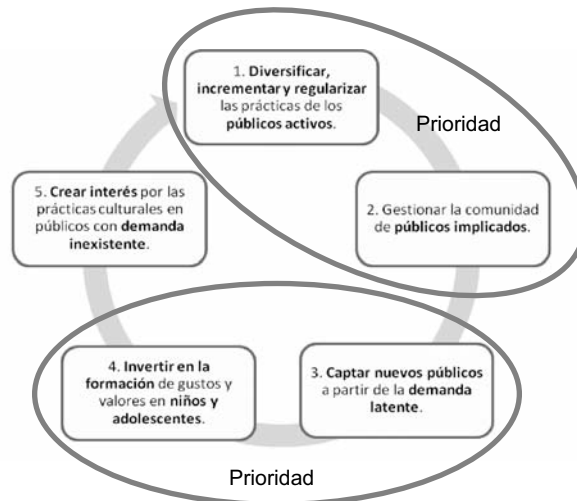 1. Diversificar,
incrementar y regularizar
las prácticas de los
públicos activos.
Prioridad
2. Gestionar la comunidad
de públicos implicados.
3. Captar nuevos públicos
a partir de la demanda
latente.
4. Invertir en la
formación de gustos y
valores en niños y
adolescentes.
Prioridad
5. Crear interés por las
prácticas culturales en
públicos con demanda
inexistente.